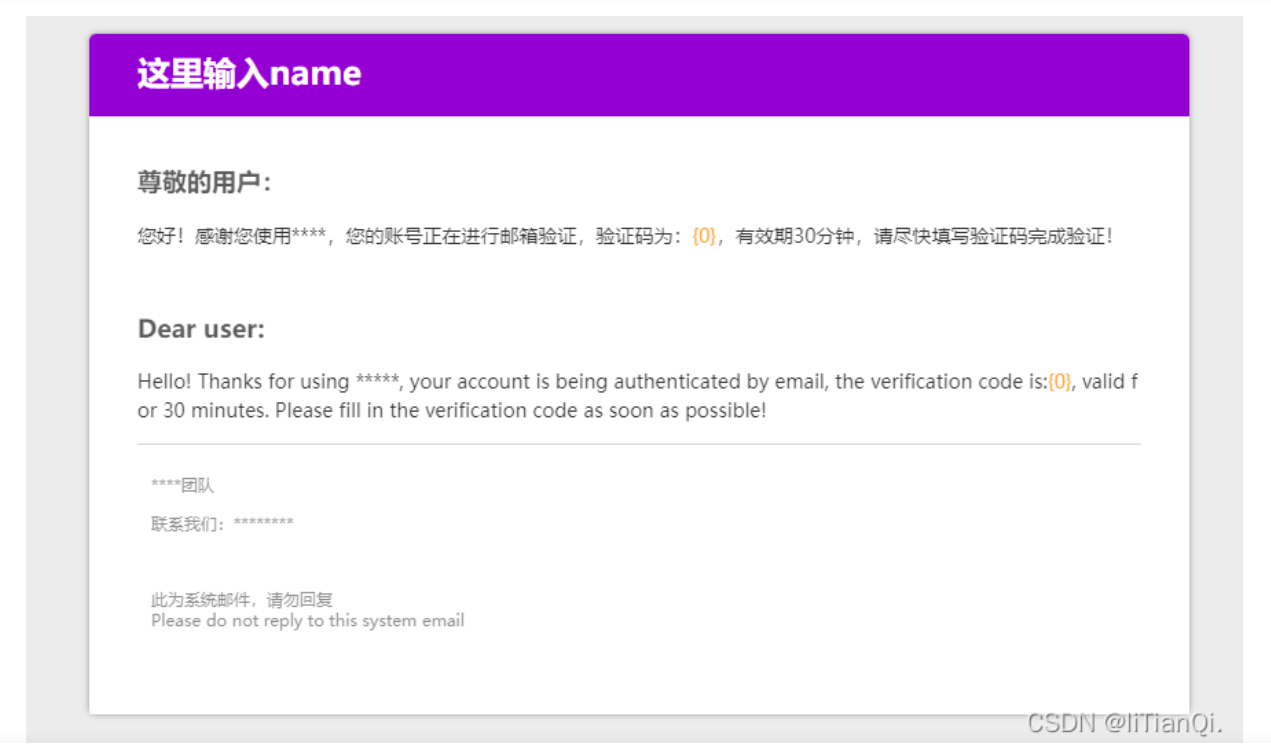 这里输入name
尊敬的用户：
您好！感谢您使用****，您的账号正在进行邮箱验证，验证码为：{0}，有效期30分钟，请尽快填写验证码完成验证！
Dear user:
Hello! Thanks for using *****, your account is being authenticated by email, the verification code is:{0}, valid f
or 30 minutes. Please fill in the verification code as soon as possible!
****团队
联系我们：********
此为系统邮件，请勿回复
Please do not reply to this system email
CSDN @liTianQi.